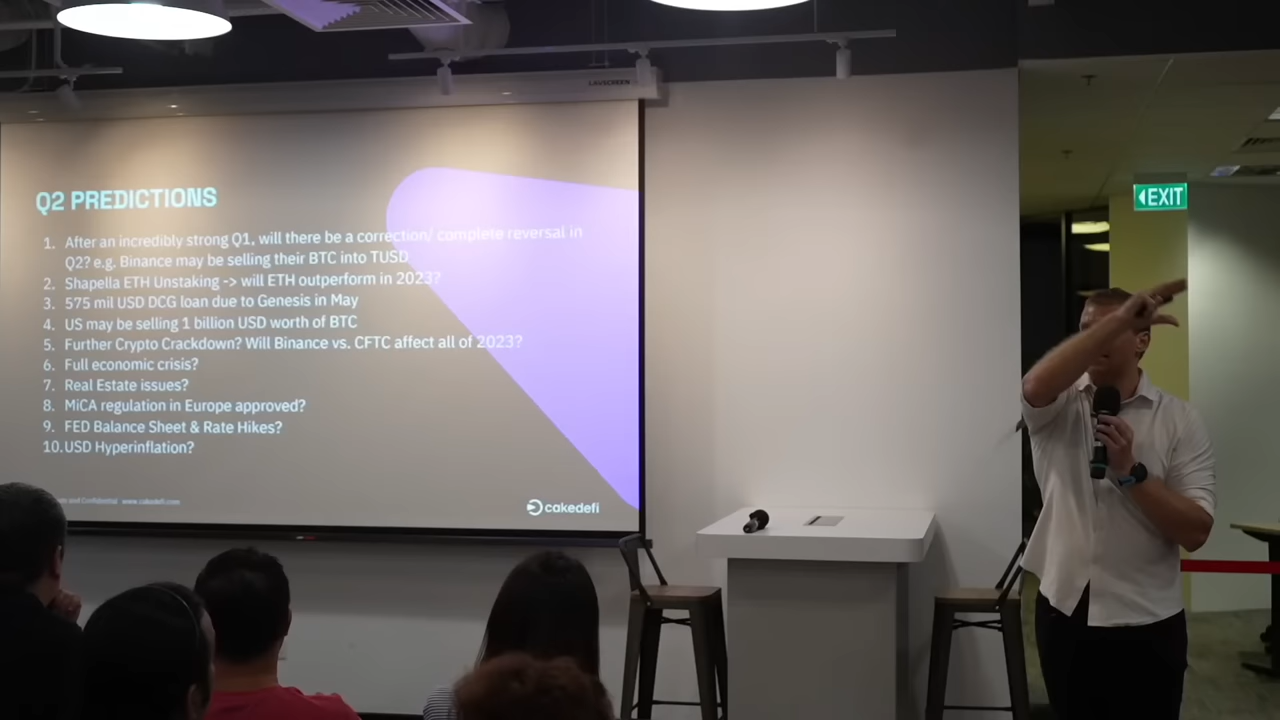 LAVSCREEN
EXIT
Q2 PREDICTIONS
1. After an incredibly strong Q1, will there be a correction/ complete reversal in
Q2? e.g. Binance may be selling their BTC into TUSD
2. Shapella ETH Unstaking -> will ETH outperform in 2023?
3. 575 mil USD DCG loan due to Genesis in May
4. US may be selling 1 billion USD worth of BTC
5. Further Crypto Crackdown? Will Binance vs. CFTC affect all of 2023?
6. Full economic crisis?
7. Real Estate issues?
8. MiCA regulation in Europe approved?
9. FED Balance Sheet & Rate Hikes?
10. USD Hyperinflation?
and Confidential www.cakedefi.com
cakedefi